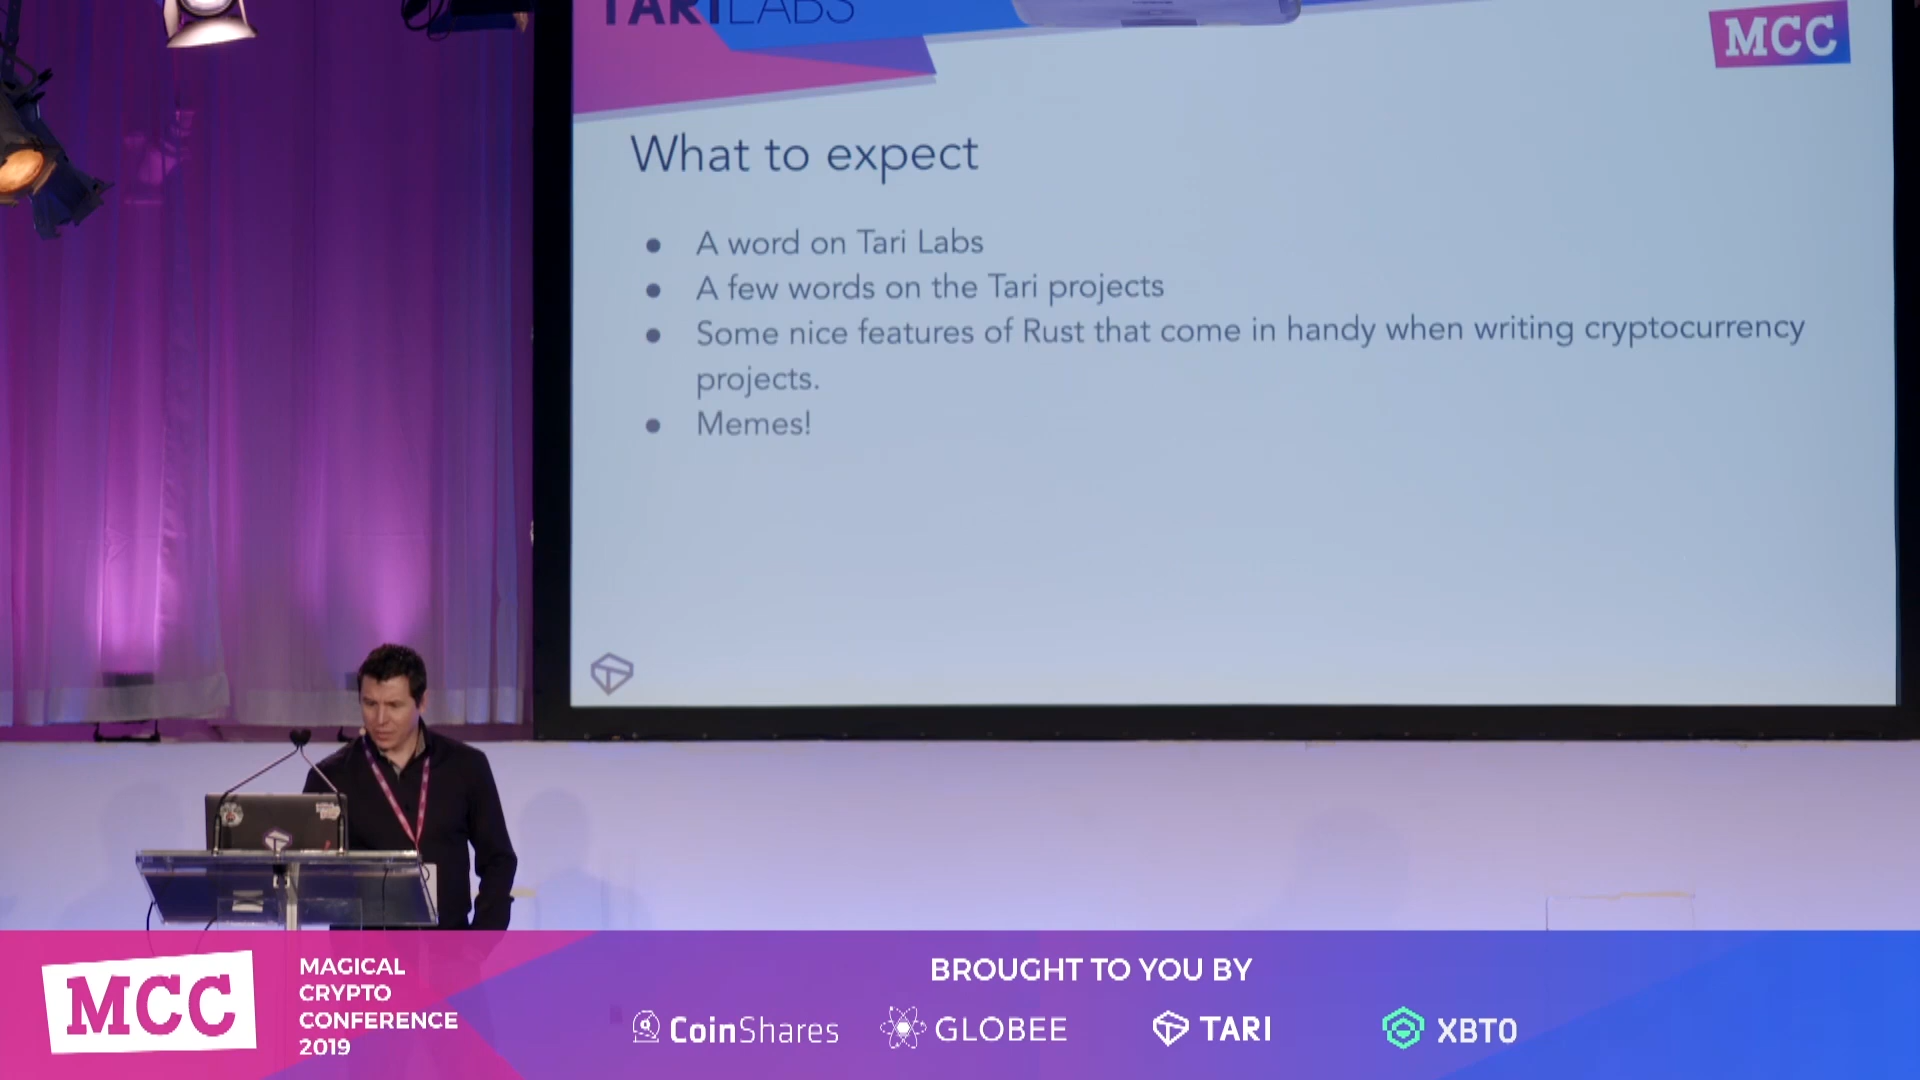 TARILABS
MCC
What to expect
● A word on Tari Labs
● A few words on the Tari projects
● Some nice features of Rust that come in handy when writing cryptocurrency
projects.
● Memes!
MCC
MAGICAL
CRYPTO
CONFERENCE
2019
BROUGHT TO YOU BY
CoinShares
GLOBEE
TARI
XBTO